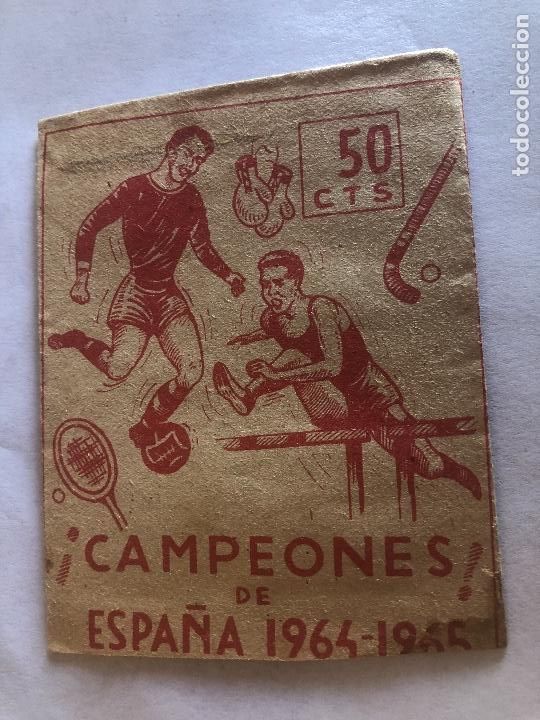 50
CTS
¡CAMPEONES!
DE
ESPAÑA 1964-1965
todocoleccion